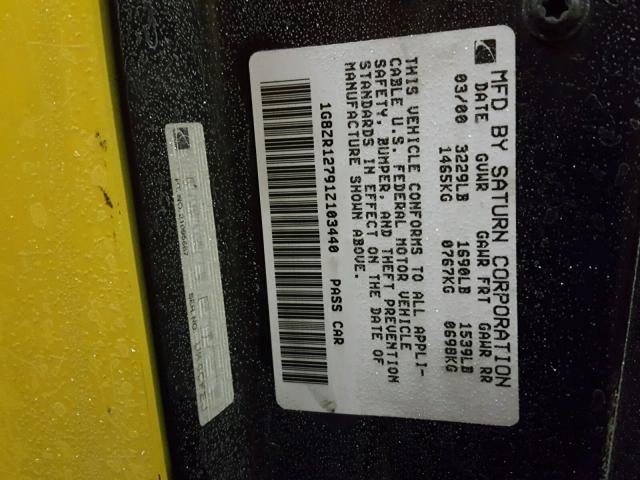 MFD BY SATURN CORPORATION
DATE GVWR GAWR FRT GAWR RR
03/00 3229LB 1690LB 1539LB
1465KG 0767KG 0698KG
THIS VEHICLE CONFORMS TO ALL APPLI-
CABLE U.S. FEDERAL MOTOR VEHICLE
SAFETY, BUMPER, AND THEFT PREVENTION
STANDARDS IN EFFECT ON THE DATE OF
MANUFACTURE SHOWN ABOVE.
1G8ZR12791Z103440 PASS CAR